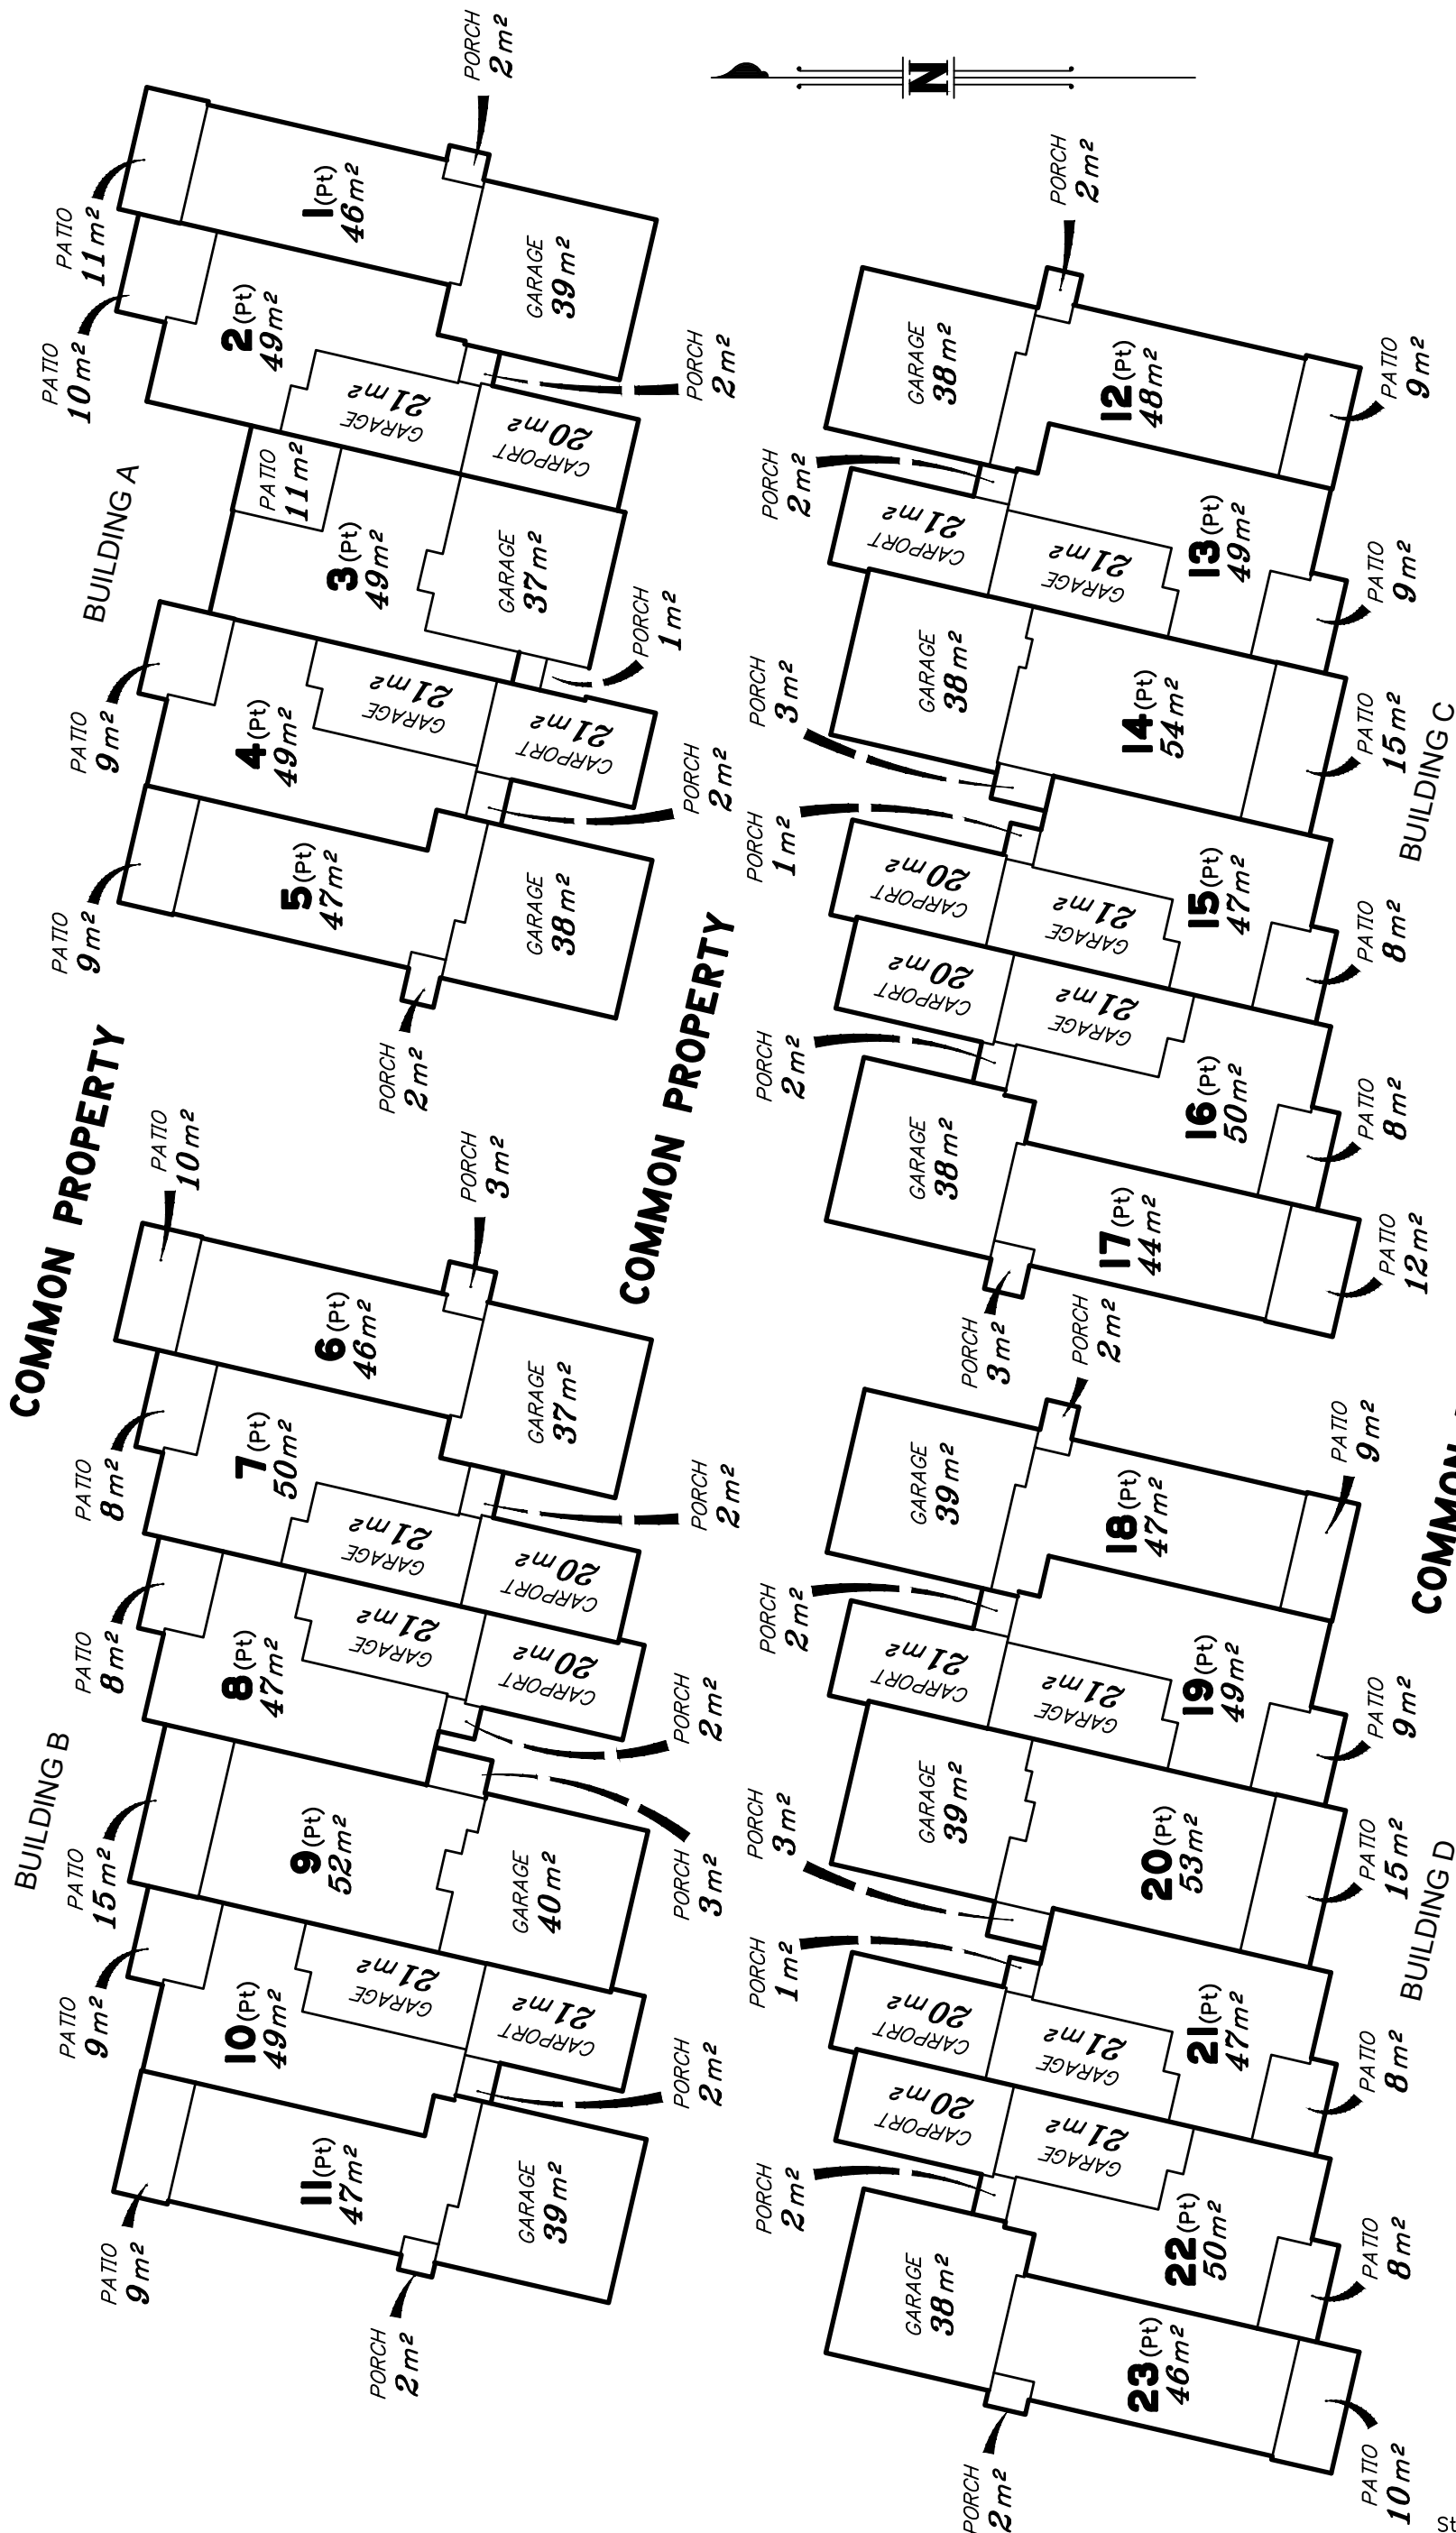 PORCH
2m²
N
PATIO
11m²
1(Pt)
46m²
GARAGE
39m²
PATIO
10m²
2(Pt)
49m²
GARAGE
21m²
CARPORT
20m²
PORCH
2m²
BUILDING A
PATIO
11m²
3(Pt)
49m²
GARAGE
37m²
PORCH
1m²
PATIO
9m²
4(Pt)
49m²
GARAGE
21m²
CARPORT
21m²
PORCH
2m²
PATIO
9m²
5(Pt)
47m²
GARAGE
38m²
PORCH
2m²
COMMON PROPERTY
COMMON PROPERTY
PATIO
10m²
PORCH
3m²
6(Pt)
46m²
GARAGE
37m²
PATIO
8m²
7(Pt)
50m²
GARAGE
21m²
CARPORT
20m²
PORCH
2m²
PATIO
8m²
8(Pt)
47m²
GARAGE
21m²
CARPORT
20m²
PORCH
2m²
BUILDING B
PATIO
15m²
9(Pt)
52m²
GARAGE
40m²
PORCH
3m²
PATIO
9m²
10(Pt)
49m²
GARAGE
21m²
CARPORT
21m²
PORCH
2m²
PATIO
9m²
11(Pt)
47m²
GARAGE
39m²
PORCH
2m²
PORCH
2m²
GARAGE
38m²
12(Pt)
48m²
PATIO
9m²
PORCH
2m²
CARPORT
21m²
GARAGE
21m²
13(Pt)
49m²
PATIO
9m²
PORCH
3m²
GARAGE
38m²
14(Pt)
54m²
PATIO
15m²
BUILDING C
PORCH
1m²
CARPORT
20m²
GARAGE
21m²
15(Pt)
47m²
PATIO
8m²
PORCH
2m²
CARPORT
20m²
GARAGE
21m²
16(Pt)
50m²
PATIO
8m²
GARAGE
38m²
17(Pt)
44m²
PATIO
12m²
PORCH
3m²
PORCH
2m²
GARAGE
39m²
18(Pt)
47m²
PATIO
9m²
COMMON
PORCH
2m²
CARPORT
21m²
GARAGE
21m²
19(Pt)
49m²
PATIO
9m²
PORCH
3m²
GARAGE
39m²
20(Pt)
53m²
PATIO
15m²
BUILDING D
PORCH
1m²
CARPORT
20m²
GARAGE
21m²
21(Pt)
47m²
PATIO
8m²
PORCH
2m²
CARPORT
20m²
GARAGE
21m²
22(Pt)
50m²
PATIO
8m²
GARAGE
38m²
23(Pt)
46m²
PORCH
2m²
PATIO
10m²
St